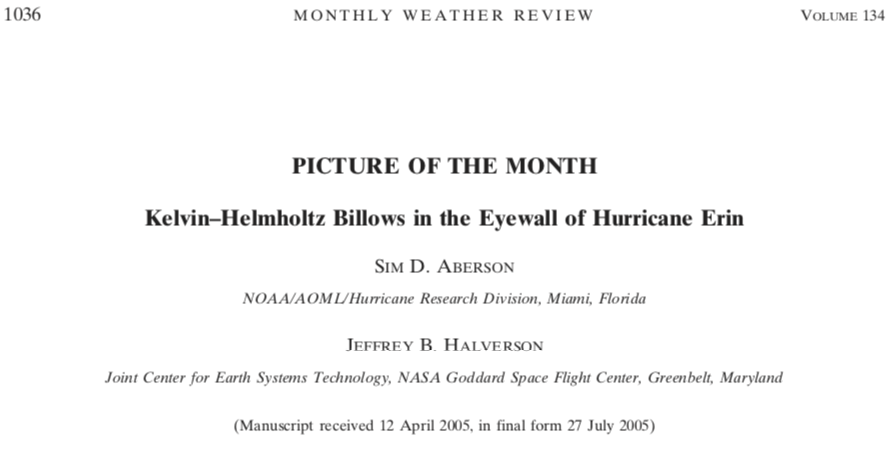 1036 MONTHLY WEATHER REVIEW VOLUME 134
PICTURE OF THE MONTH
Kelvin–Helmholtz Billows in the Eyewall of Hurricane Erin
SIM D. ABERSON
NOAA/AOML/Hurricane Research Division, Miami, Florida
JEFFREY B. HALVERSON
Joint Center for Earth Systems Technology, NASA Goddard Space Flight Center, Greenbelt, Maryland
(Manuscript received 12 April 2005, in final form 27 July 2005)